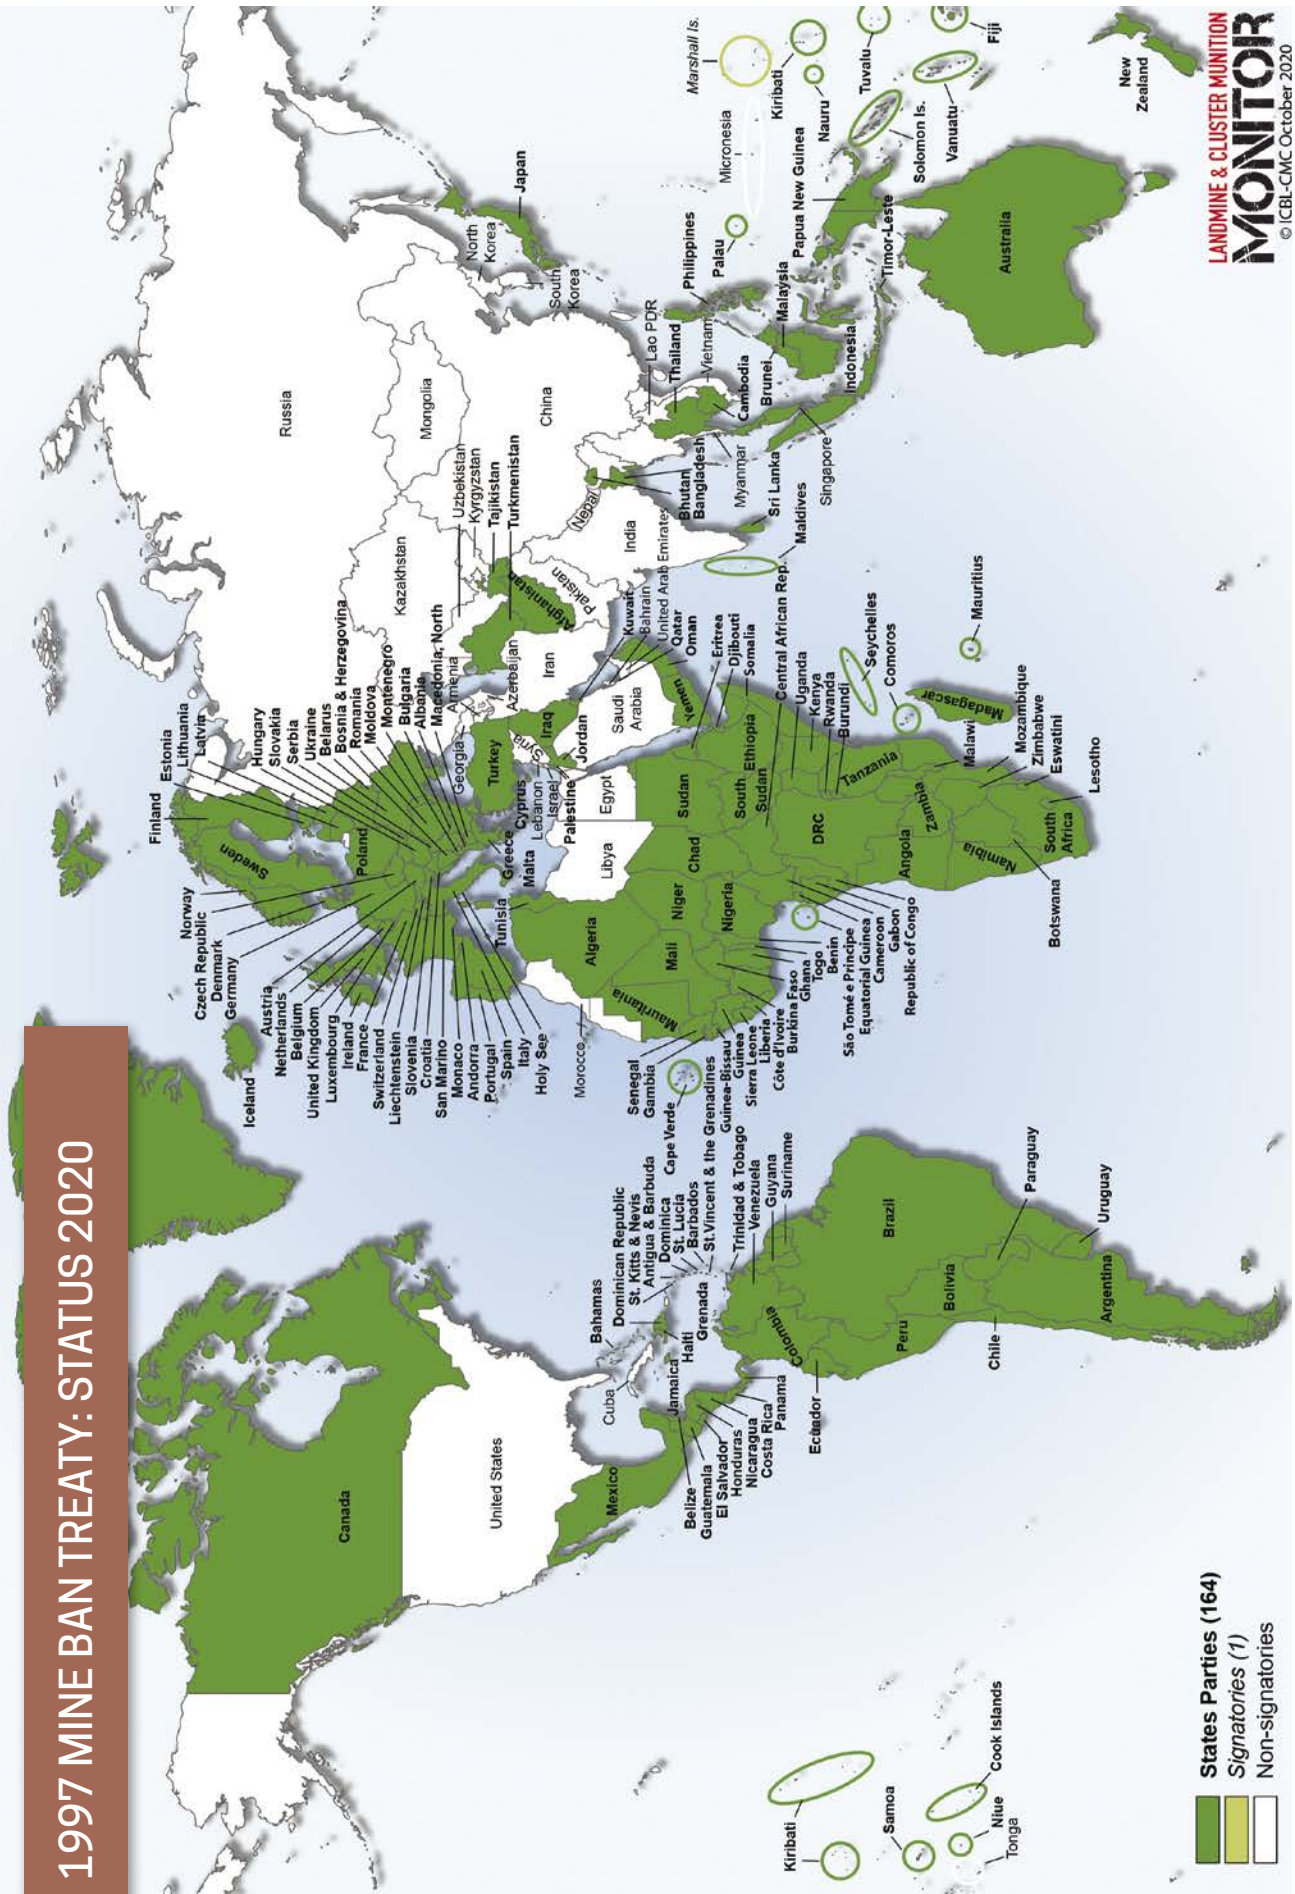 1997 MINE BAN TREATY: STATUS 2020
Canada
United States
Mexico
Cuba
Bahamas
Dominican Republic
St. Kitts & Nevis
Antigua & Barbuda
Dominica
St. Lucia
Barbados
St.Vincent & the Grenadines
Grenada
Haiti
Jamaica
Trinidad & Tobago
Venezuela
Guyana
Suriname
Belize
Guatemala
El Salvador
Honduras
Nicaragua
Costa Rica
Panama
Colombia
Ecuador
Peru
Brazil
Bolivia
Chile
Paraguay
Uruguay
Argentina
Iceland
Norway
Czech Republic
Denmark
Germany
Austria
Netherlands
Belgium
United Kingdom
Luxembourg
Ireland
France
Switzerland
Liechtenstein
Slovenia
Croatia
San Marino
Monaco
Andorra
Portugal
Spain
Italy
Holy See
Finland
Sweden
Poland
Estonia
Lithuania
Latvia
Hungary
Slovakia
Serbia
Ukraine
Belarus
Bosnia & Herzegovina
Romania
Moldova
Montenegro
Bulgaria
Albania
Macedonia, North
Armenia
Georgia
Azerbaijan
Turkey
Greece
Malta
Cyprus
Lebanon
Israel
Palestine
Syria
Iraq
Jordan
Iran
Saudi
Arabia
Yemen
Kuwait
Bahrain
United Arab Emirates
Qatar
Oman
Russia
Kazakhstan
Mongolia
China
Uzbekistan
Kyrgyzstan
Tajikistan
Turkmenistan
Afghanistan
Pakistan
India
Nepal
Bhutan
Bangladesh
Myanmar
Sri Lanka
Maldives
Singapore
North
Korea
South
Korea
Japan
Lao PDR
Thailand
Vietnam
Cambodia
Philippines
Brunei
Malaysia
Indonesia
Palau
Micronesia
Marshall Is.
Kiribati
Nauru
Tuvalu
Fiji
Papua New Guinea
Solomon Is.
Vanuatu
Timor-Leste
Australia
New
Zealand
Morocco
Tunisia
Algeria
Libya
Egypt
Mauritania
Mali
Niger
Chad
Sudan
Nigeria
South
Sudan
Ethiopia
Eritrea
Djibouti
Somalia
Central African Rep.
Uganda
Kenya
Rwanda
Burundi
Tanzania
DRC
Angola
Zambia
Malawi
Mozambique
Zimbabwe
Eswatini
Lesotho
Namibia
South
Africa
Botswana
Madagascar
Seychelles
Comoros
Mauritius
Cape Verde
Senegal
Gambia
Guinea-Bissau
Guinea
Sierra Leone
Liberia
Côte d'Ivoire
Burkina Faso
Ghana
Togo
Benin
São Tomé e Príncipe
Equatorial Guinea
Cameroon
Gabon
Republic of Congo
Kiribati
Samoa
Cook Islands
Niue
Tonga
States Parties (164)
Signatories (1)
Non-signatories
LANDMINE & CLUSTER MUNITION
MONITOR
© ICBL-CMC October 2020